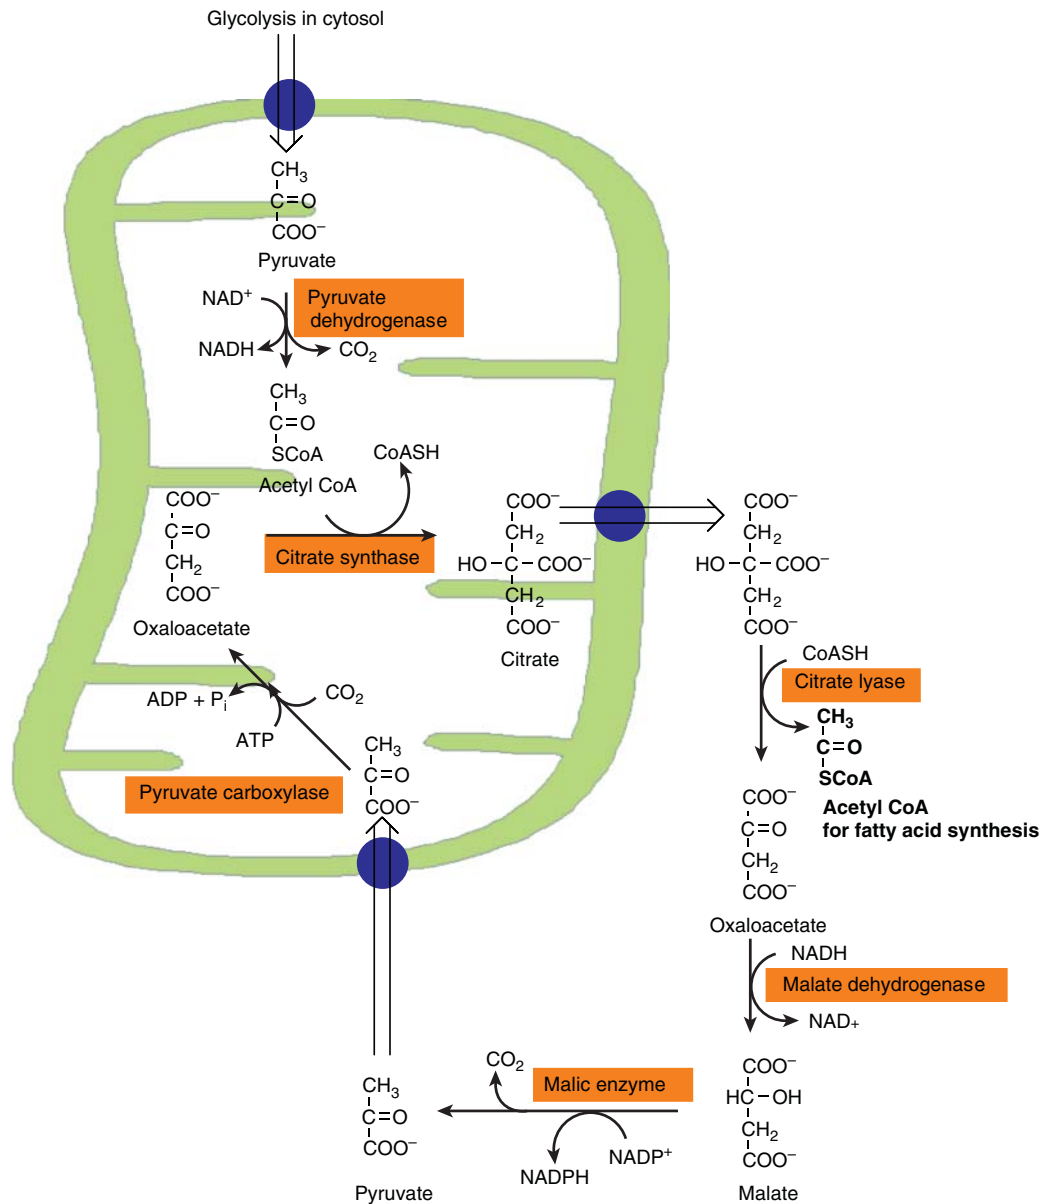 Glycolysis in cytosol
CH₃
C=O
COO⁻
Pyruvate
NAD⁺
Pyruvate
dehydrogenase
NADH
CO₂
CH₃
C=O
SCoA
Acetyl CoA
CoASH
COO⁻
C=O
CH₂
COO⁻
Oxaloacetate
Citrate synthase
COO⁻
CH₂
HO-C-COO⁻
CH₂
COO⁻
Citrate
COO⁻
CH₂
HO-C-COO⁻
CH₂
COO⁻
CoASH
Citrate lyase
CH₃
C=O
SCoA
Acetyl CoA
for fatty acid synthesis
ADP + Pᵢ
CO₂
ATP
Pyruvate carboxylase
CH₃
C=O
COO⁻
COO⁻
C=O
CH₂
COO⁻
Oxaloacetate
NADH
Malate dehydrogenase
NAD+
COO⁻
HC-OH
CH₂
COO⁻
Malate
CO₂
Malic enzyme
NADPH
NADP⁺
CH₃
C=O
COO⁻
Pyruvate